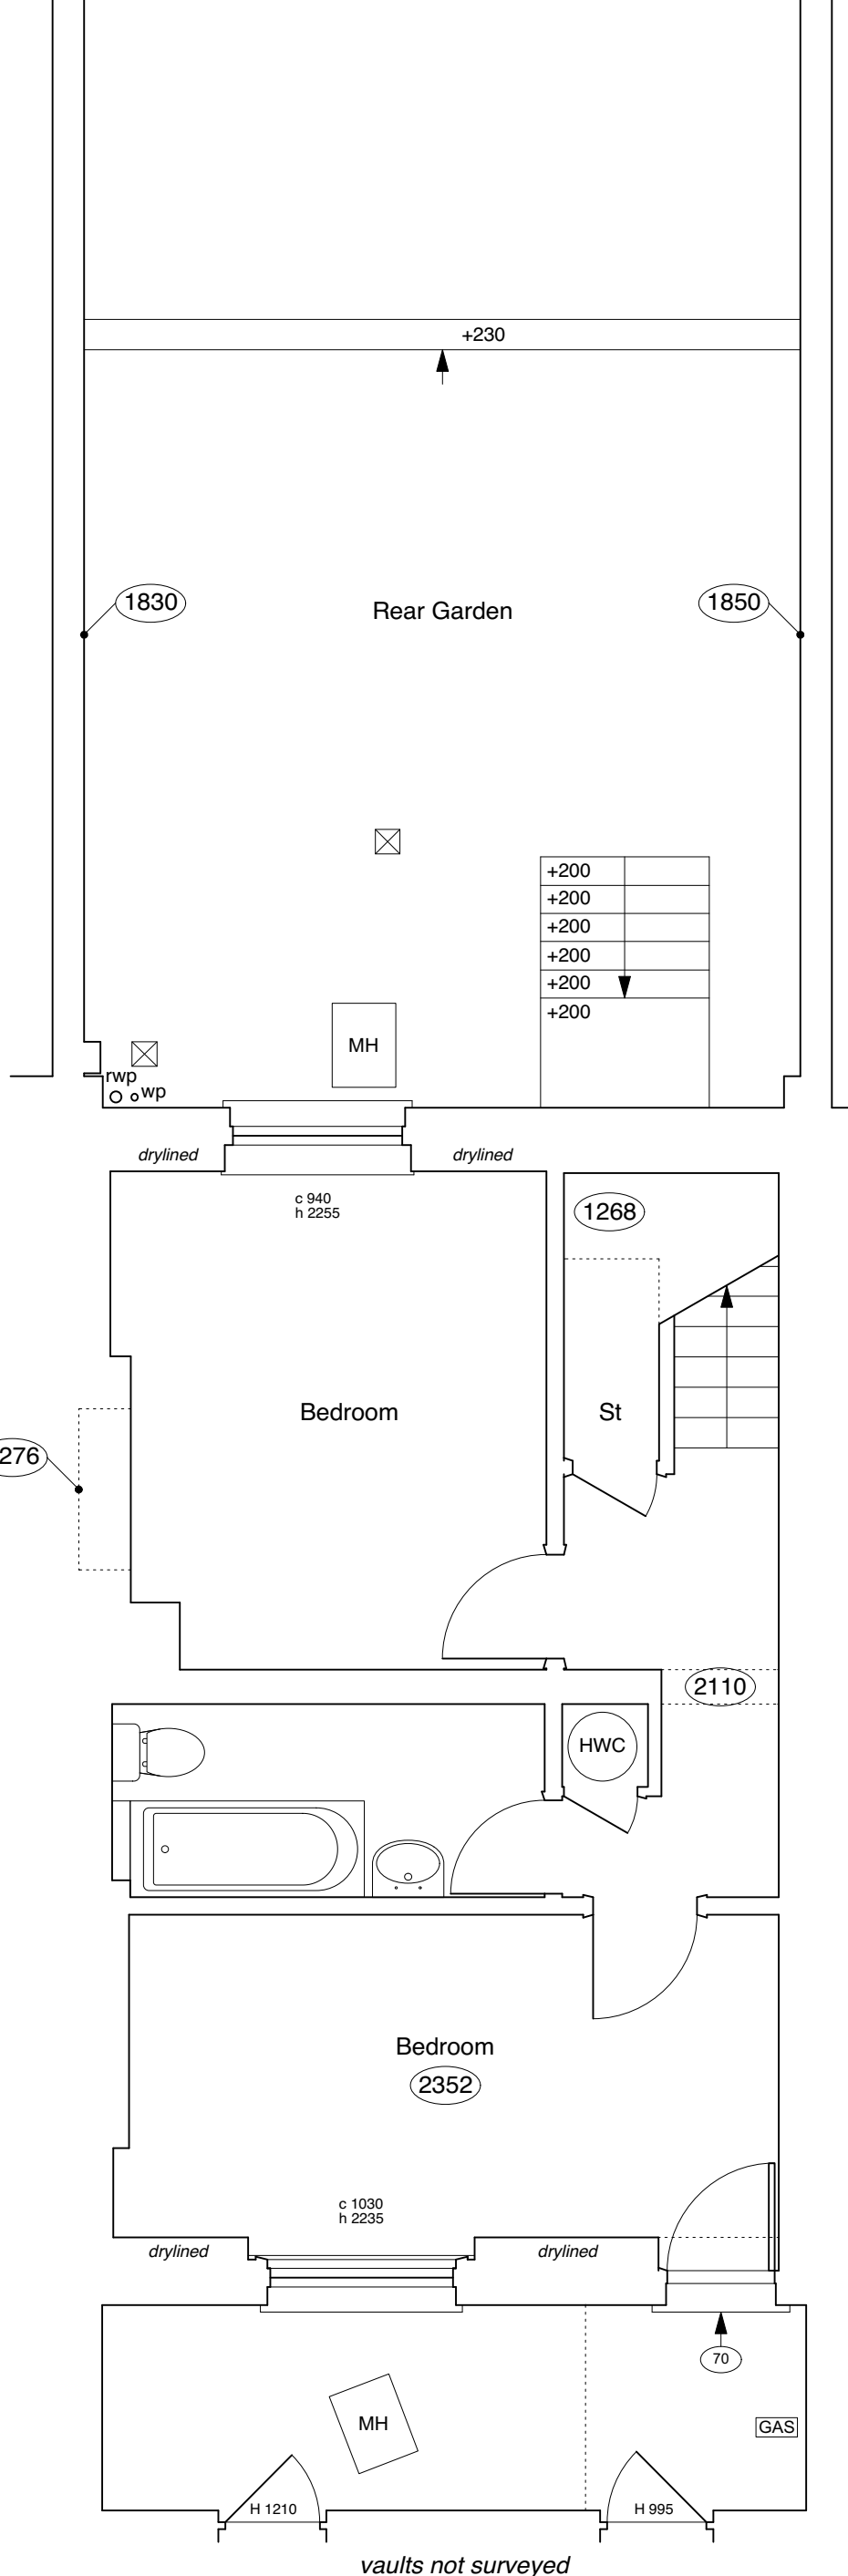 +230
1830
1850
Rear Garden
+200
+200
+200
+200
+200
+200
MH
rwp
wp
drylined
drylined
c 940
h 2255
1268
Bedroom
St
276
2110
HWC
Bedroom
2352
c 1030
h 2235
drylined
drylined
70
MH
GAS
H 1210
H 995
vaults not surveyed